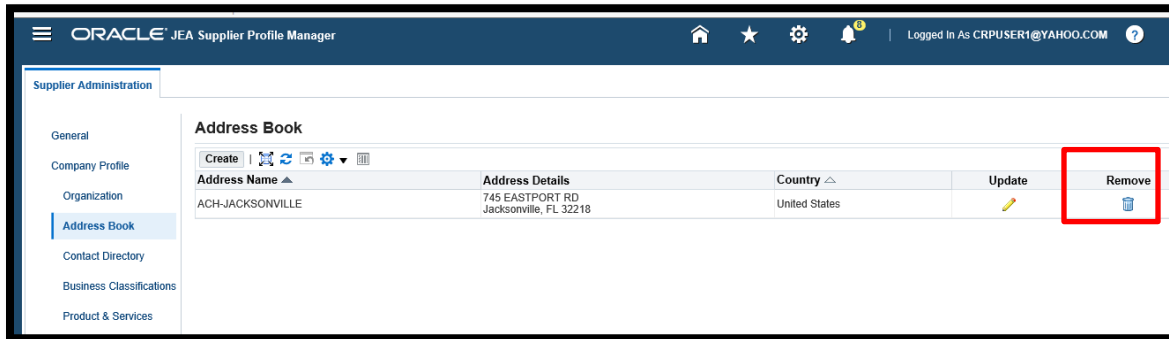 ORACLE JEA Supplier Profile Manager
8
Logged In As CRPUSER1@YAHOO.COM ?
Supplier Administration
General
Company Profile
Organization
Address Book
Contact Directory
Business Classifications
Product & Services
Address Book
Create
Address Name Address Details Country Update Remove
ACH-JACKSONVILLE 745 EASTPORT RD United States
Jacksonville, FL 32218